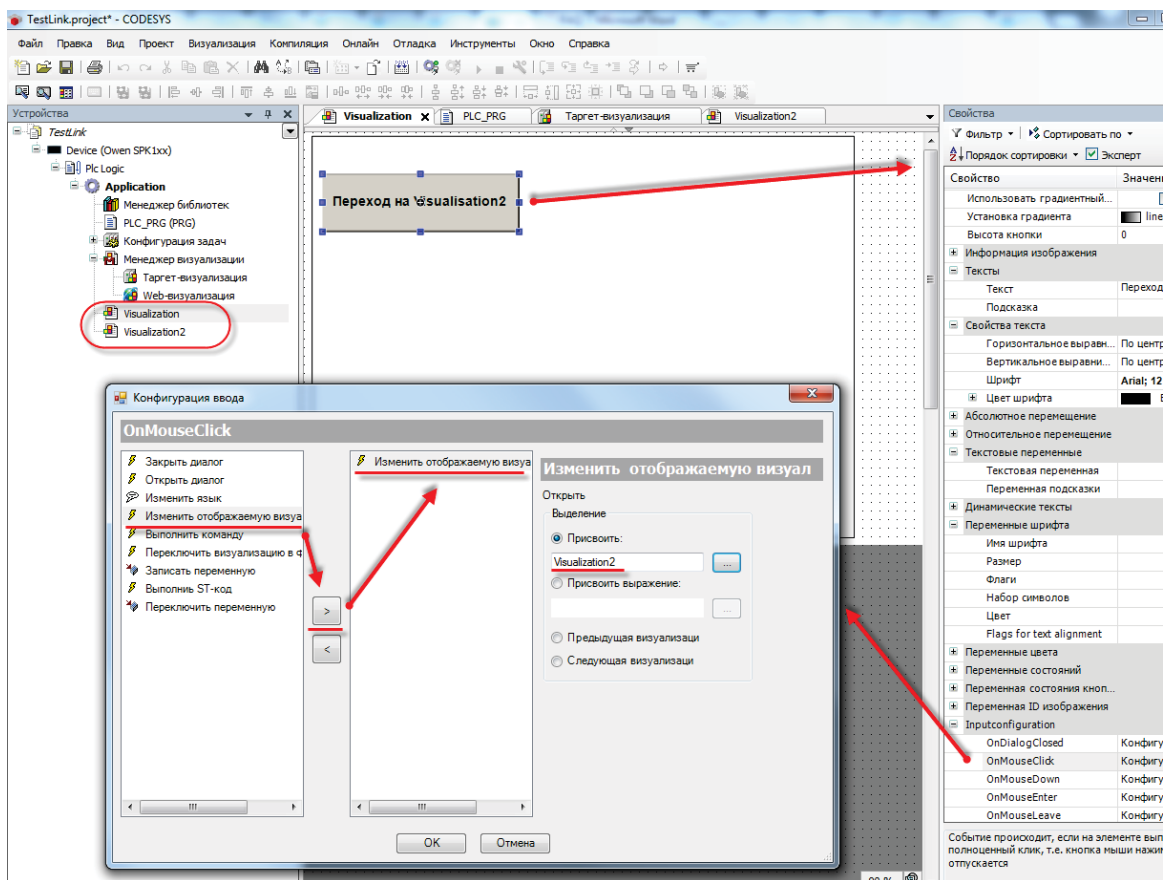 TestLink.project* - CODESYS
Файл Правка Вид Проект Визуализация Компиляция Онлайн Отладка Инструменты Окно Справка
Устройства
TestLink
Device (Owen SPK1xx)
Plc Logic
Application
Менеджер библиотек
PLC_PRG (PRG)
Конфигурация задач
Менеджер визуализации
Таргет-визуализация
Web-визуализация
Visualization
Visualization2
Visualization PLC_PRG Таргет-визуализация Visualization2
Переход на Visualisation2
Конфигурация ввода
OnMouseClick
Закрыть диалог
Открыть диалог
Изменить язык
Изменить отображаемую визуа
Выполнить команду
Переключить визуализацию в ф
Записать переменную
Выполниь ST-код
Переключить переменную
>
<
Изменить отображаемую визуа
Изменить отображаемую визуал
Открыть
Выделение
Присвоить:
Visualization2
...
Присвоить выражение:
...
Предыдущая визуализаци
Следующая визуализаци
OK Отмена
Свойства
Фильтр Сортировать по
Порядок сортировки Эксперт
Свойство Значени
Использовать градиентный...
Установка градиента line
Высота кнопки 0
Информация изображения
Тексты
Текст Переход
Подсказка
Свойства текста
Горизонтальное выравн... По центр
Вертикальное выравни... По центр
Шрифт Arial; 12
Цвет шрифта
Абсолютное перемещение
Относительное перемещение
Текстовые переменные
Текстовая переменная
Переменная подсказки
Динамические тексты
Переменные шрифта
Имя шрифта
Размер
Флаги
Набор символов
Цвет
Flags for text alignment
Переменные цвета
Переменные состояний
Переменная состояния кноп...
Переменная ID изображения
Inputconfiguration
OnDialogClosed Конфигу
OnMouseClick Конфигу
OnMouseDown Конфигу
OnMouseEnter Конфигу
OnMouseLeave Конфигу
Событие происходит, если на элементе вып
полноценный клик, т.е. кнопка мыши нажим
отпускается